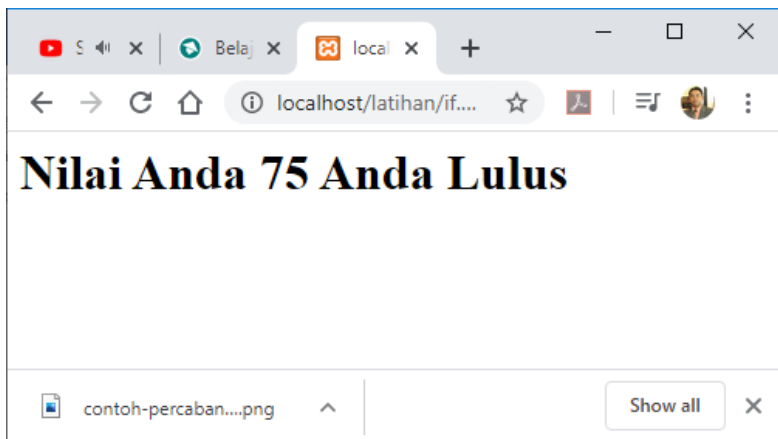 S
Belaj
local
localhost/latihan/if....
Nilai Anda 75 Anda Lulus
contoh-percaban....png
Show all